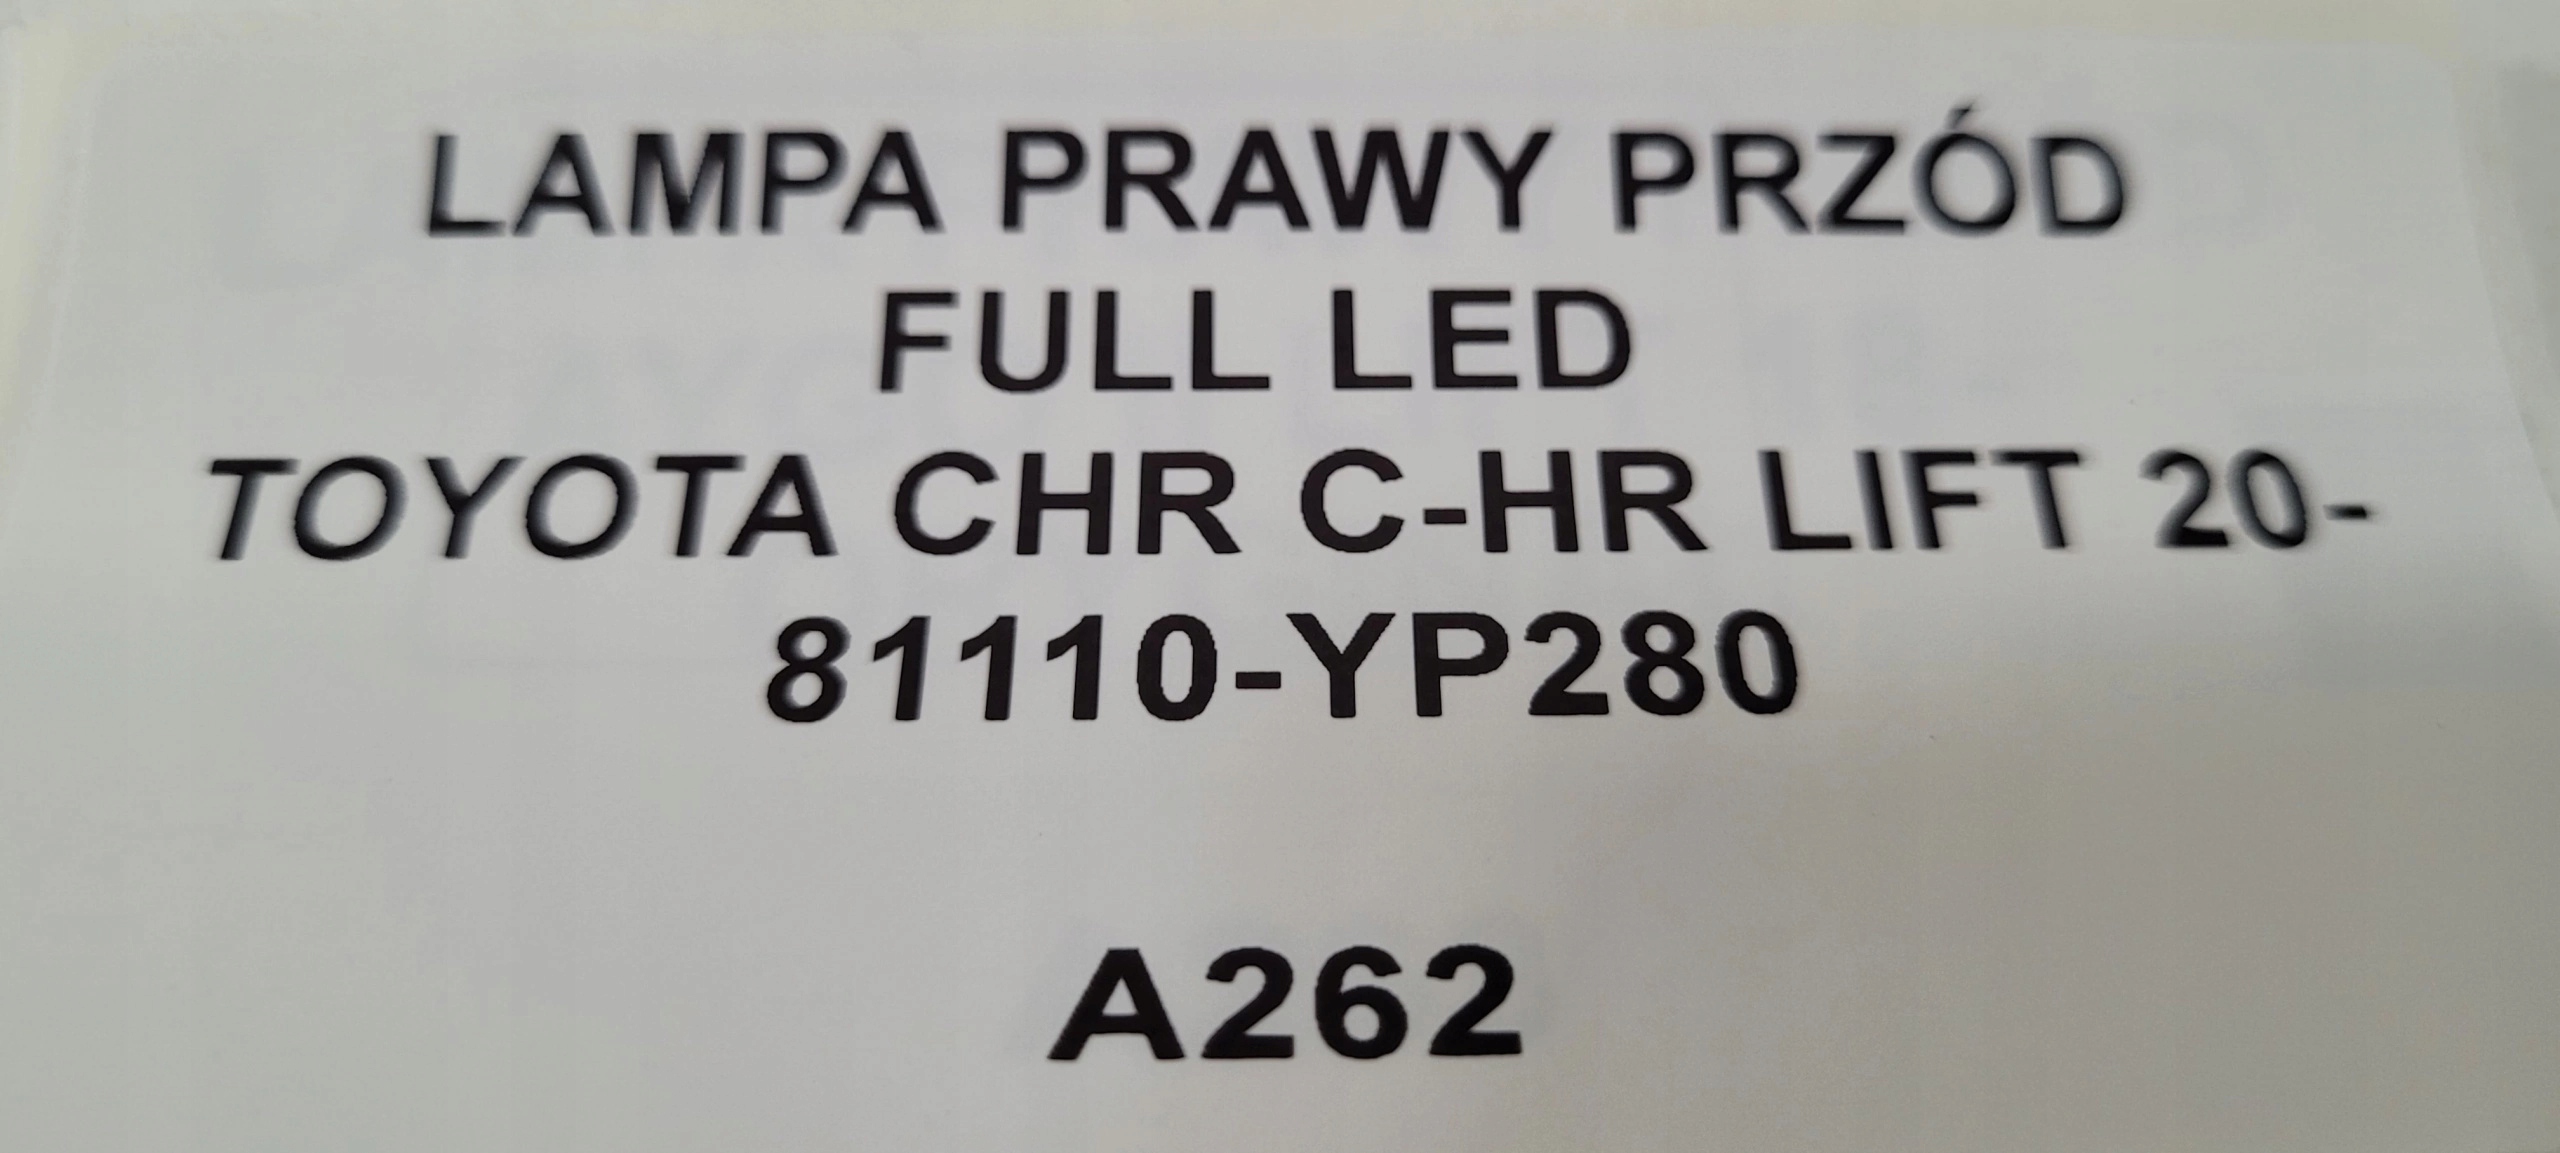 LAMPA PRAWY PRZÓD
FULL LED
TOYOTA CHR C-HR LIFT 20-
81110-YP280
A262